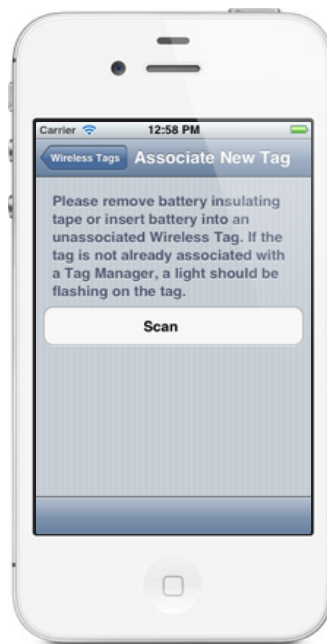 Carrier 12:58 PM
Wireless Tags Associate New Tag
Please remove battery insulating
tape or insert battery into an
unassociated Wireless Tag. If the
tag is not already associated with
a Tag Manager, a light should be
flashing on the tag.
Scan